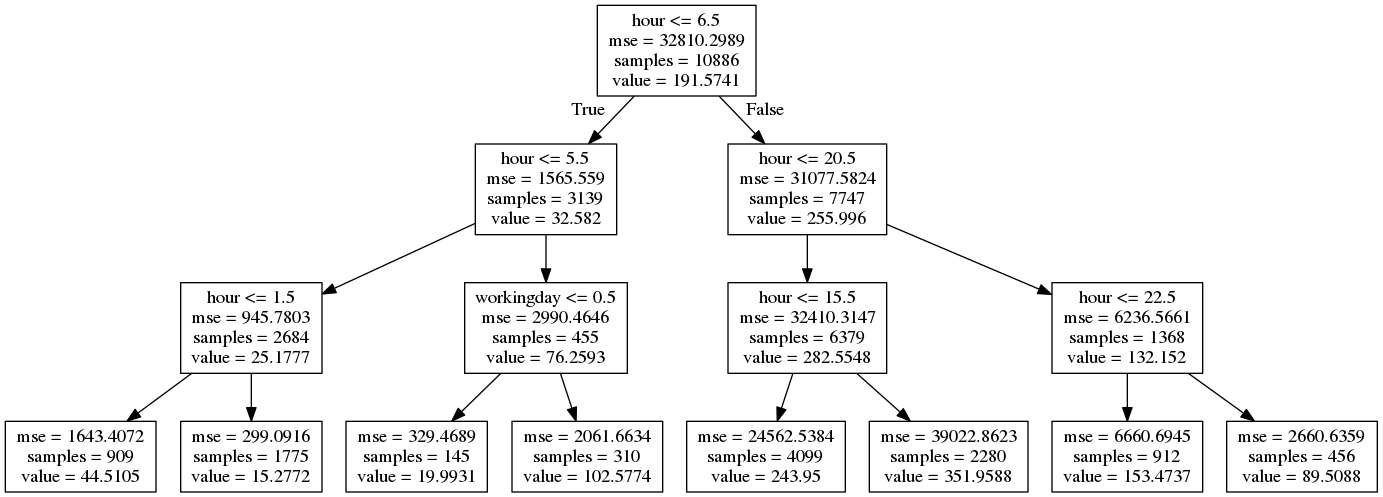 hour <= 6.5
mse = 32810.2989
samples = 10886
value = 191.5741
True
False
hour <= 5.5
mse = 1565.559
samples = 3139
value = 32.582
hour <= 20.5
mse = 31077.5824
samples = 7747
value = 255.996
hour <= 1.5
mse = 945.7803
samples = 2684
value = 25.1777
workingday <= 0.5
mse = 2990.4646
samples = 455
value = 76.2593
hour <= 15.5
mse = 32410.3147
samples = 6379
value = 282.5548
hour <= 22.5
mse = 6236.5661
samples = 1368
value = 132.152
mse = 1643.4072
samples = 909
value = 44.5105
mse = 299.0916
samples = 1775
value = 15.2772
mse = 329.4689
samples = 145
value = 19.9931
mse = 2061.6634
samples = 310
value = 102.5774
mse = 24562.5384
samples = 4099
value = 243.95
mse = 39022.8623
samples = 2280
value = 351.9588
mse = 6660.6945
samples = 912
value = 153.4737
mse = 2660.6359
samples = 456
value = 89.5088